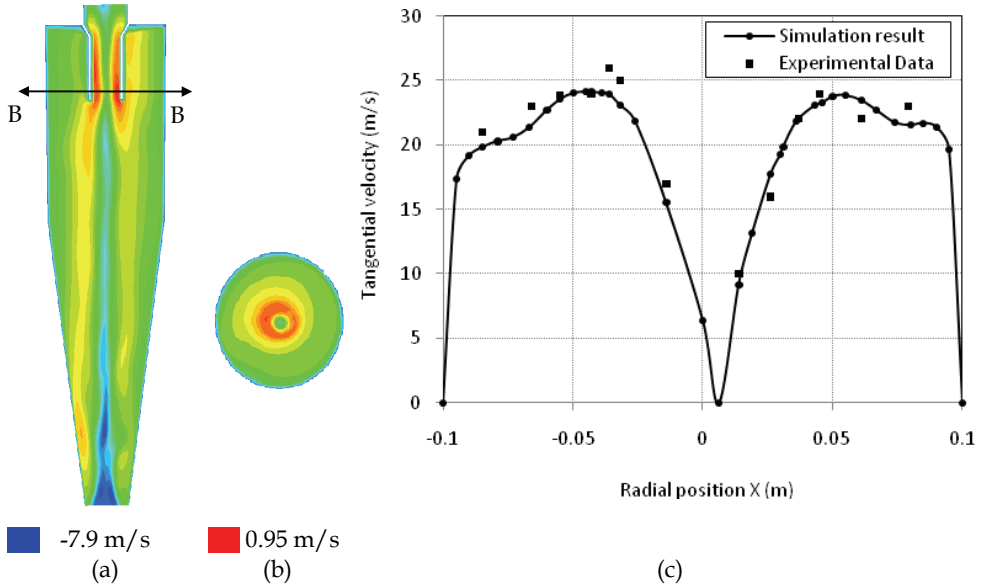 B
B
-7.9 m/s
0.95 m/s
(a)
(b)
30
25
20
15
10
5
0
Tangential velocity (m/s)
Simulation result
Experimental Data
-0.1
-0.05
0
0.05
0.1
Radial position X (m)
(c)